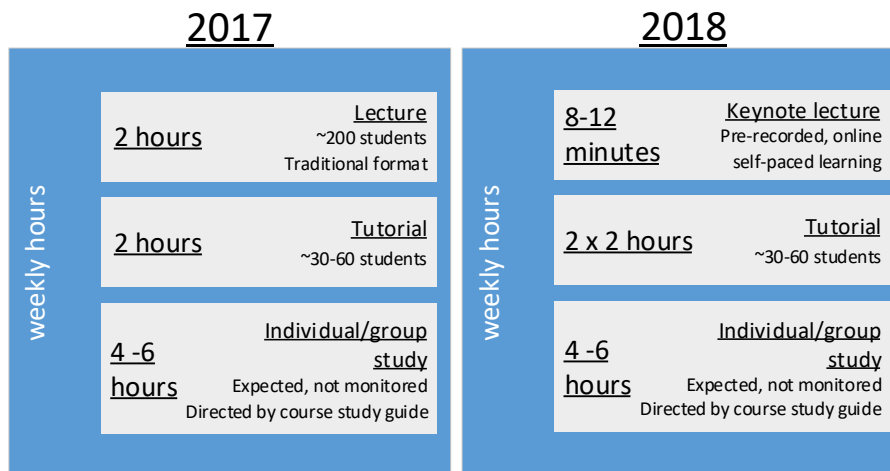 2017
weekly hours
2 hours
Lecture
~200 students
Traditional format
2 hours
Tutorial
~30-60 students
4 -6
hours
Individual/group
study
Expected, not monitored
Directed by course study guide
2018
weekly hours
8-12
minutes
Keynote lecture
Pre-recorded, online
self-paced learning
2 x 2 hours
Tutorial
~30-60 students
4 -6
hours
Individual/group
study
Expected, not monitored
Directed by course study guide